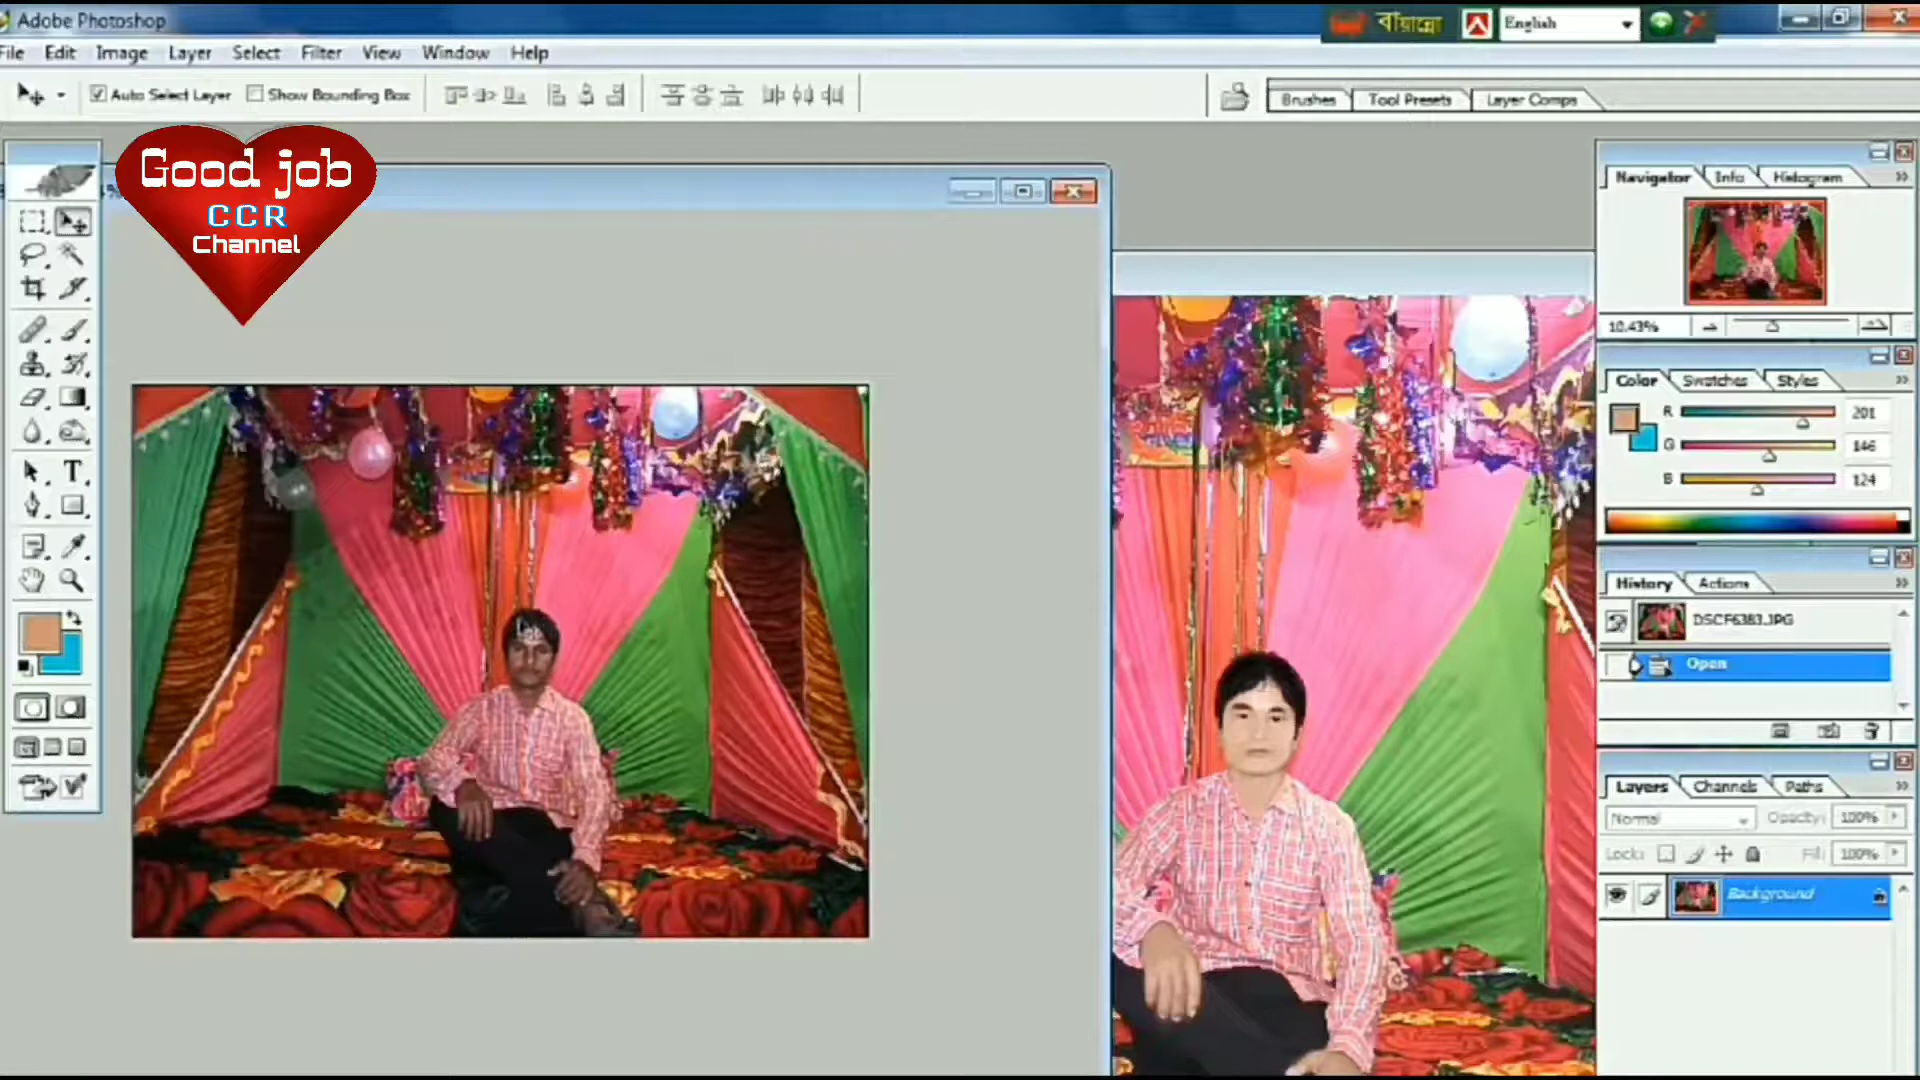 Adobe Photoshop
বায়ান্নো
English
File Edit Image Layer Select Filter View Window Help
Auto Select Layer
Show Bounding Box
Brushes
Tool Presets
Layer Comps
Good job
CCR
Channel
Navigator
Info
Histogram
10.43%
Color
Swatches
Styles
R 201
G 146
B 124
T
History
Actions
DSCF6383.JPG
Open
Layers
Channels
Paths
Normal
Opacity: 100%
Lock:
Fill: 100%
Background